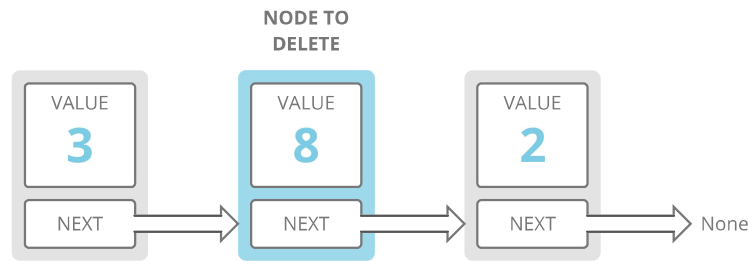 NODE TO
DELETE
VALUE
3
NEXT
VALUE
8
NEXT
VALUE
2
NEXT
None